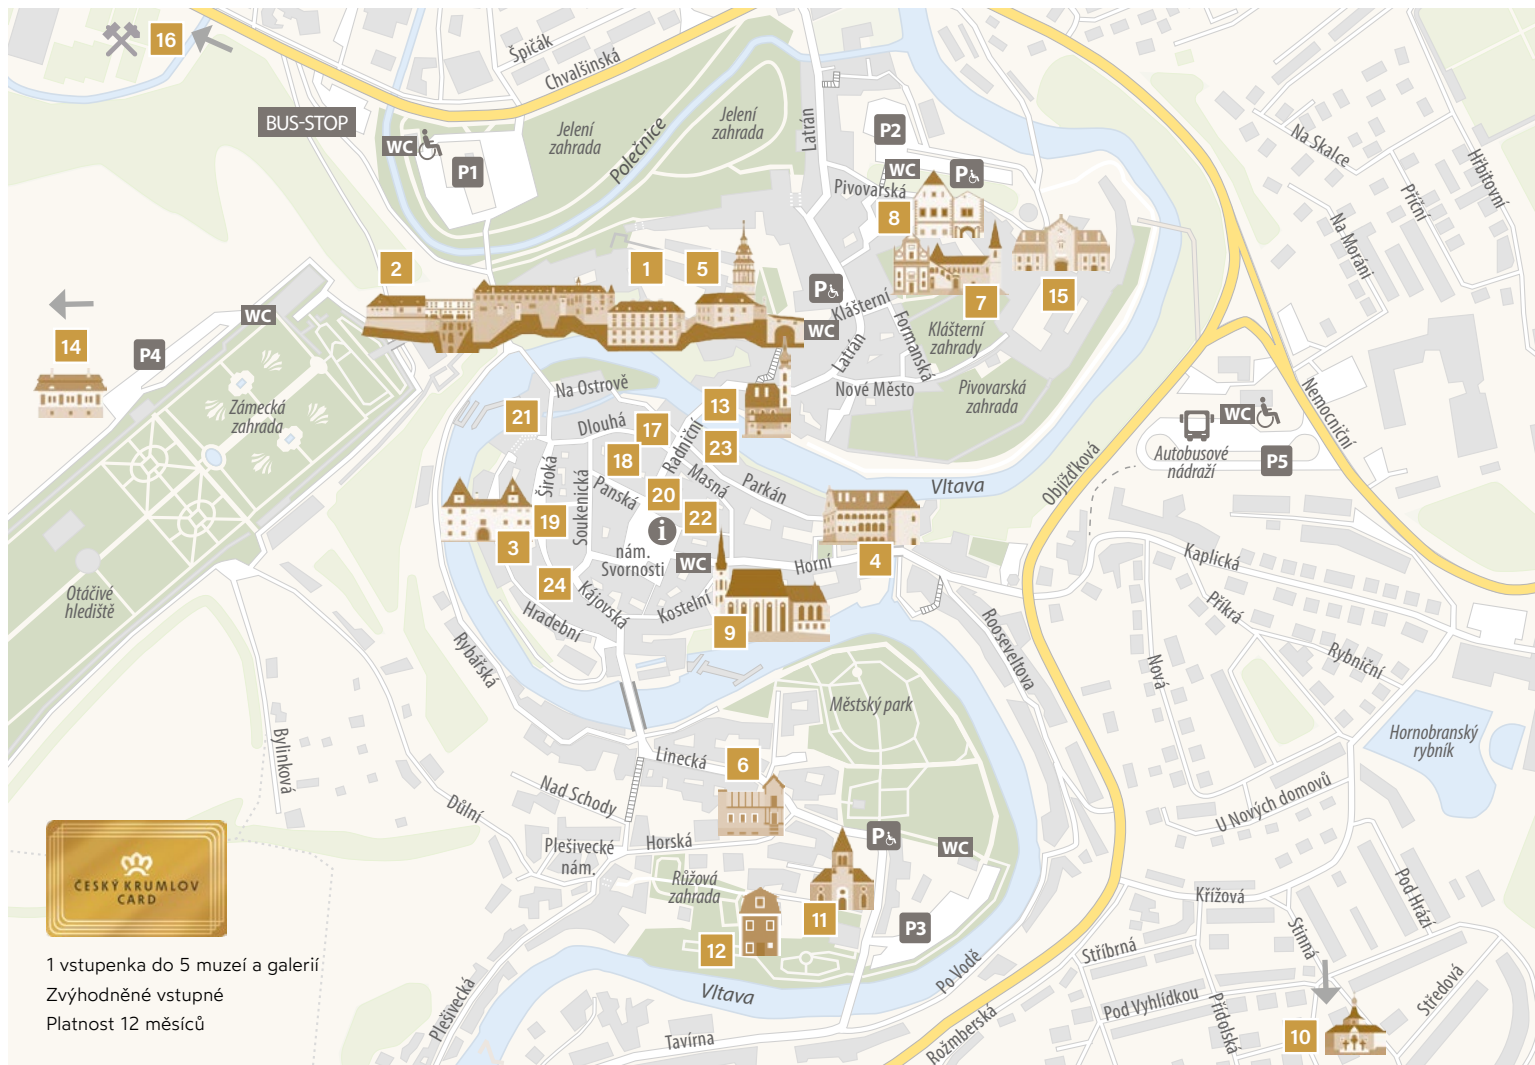 16
BUS-STOP
Špičák
Chvalšinská
WC
P1
Jelení
zahrada
Polečnice
Jelení
zahrada
Latrán
P2
WC
P
Pivovarská
8
Na Skalce
Hřbitovní
Příční
Na Moráni
2
1
5
P
Klášterní
WC
7
15
Formanská
Klášterní
zahrady
14
P4
WC
Latrán
Nové Město
Pivovarská
zahrada
Zámecká
zahrada
Na Ostrově
21
Dlouhá
17
13
Radniční
23
18
Široká
Soukenická
Panská
20
Masná
Parkán
22
Vltava
Objížďková
Nemocniční
WC
Autobusové
nádraží
P5
19
3
i
nám.
Svornosti
WC
Horní
4
24
Kájovská
Hradební
Kostelní
9
Kaplická
Příkrá
Rybniční
Nová
Rooseveltova
Otáčivé
hlediště
Rybářská
Městský park
Hornobranský
rybník
Bylinková
Linecká
6
Nad Schody
Důlní
U Nových domovů
Plešivecké
nám.
Horská
P
WC
Růžová
zahrada
11
12
P3
Křížová
Pod Hrází
Stinná
Stříbrná
Po Vodě
Pod Vyhlídkou
Přídolská
Středová
10
Vltava
Plešivecká
Tavírna
Rožmberská
ČESKÝ KRUMLOV
CARD
1 vstupenka do 5 muzeí a galerií
Zvýhodněné vstupné
Platnost 12 měsíců